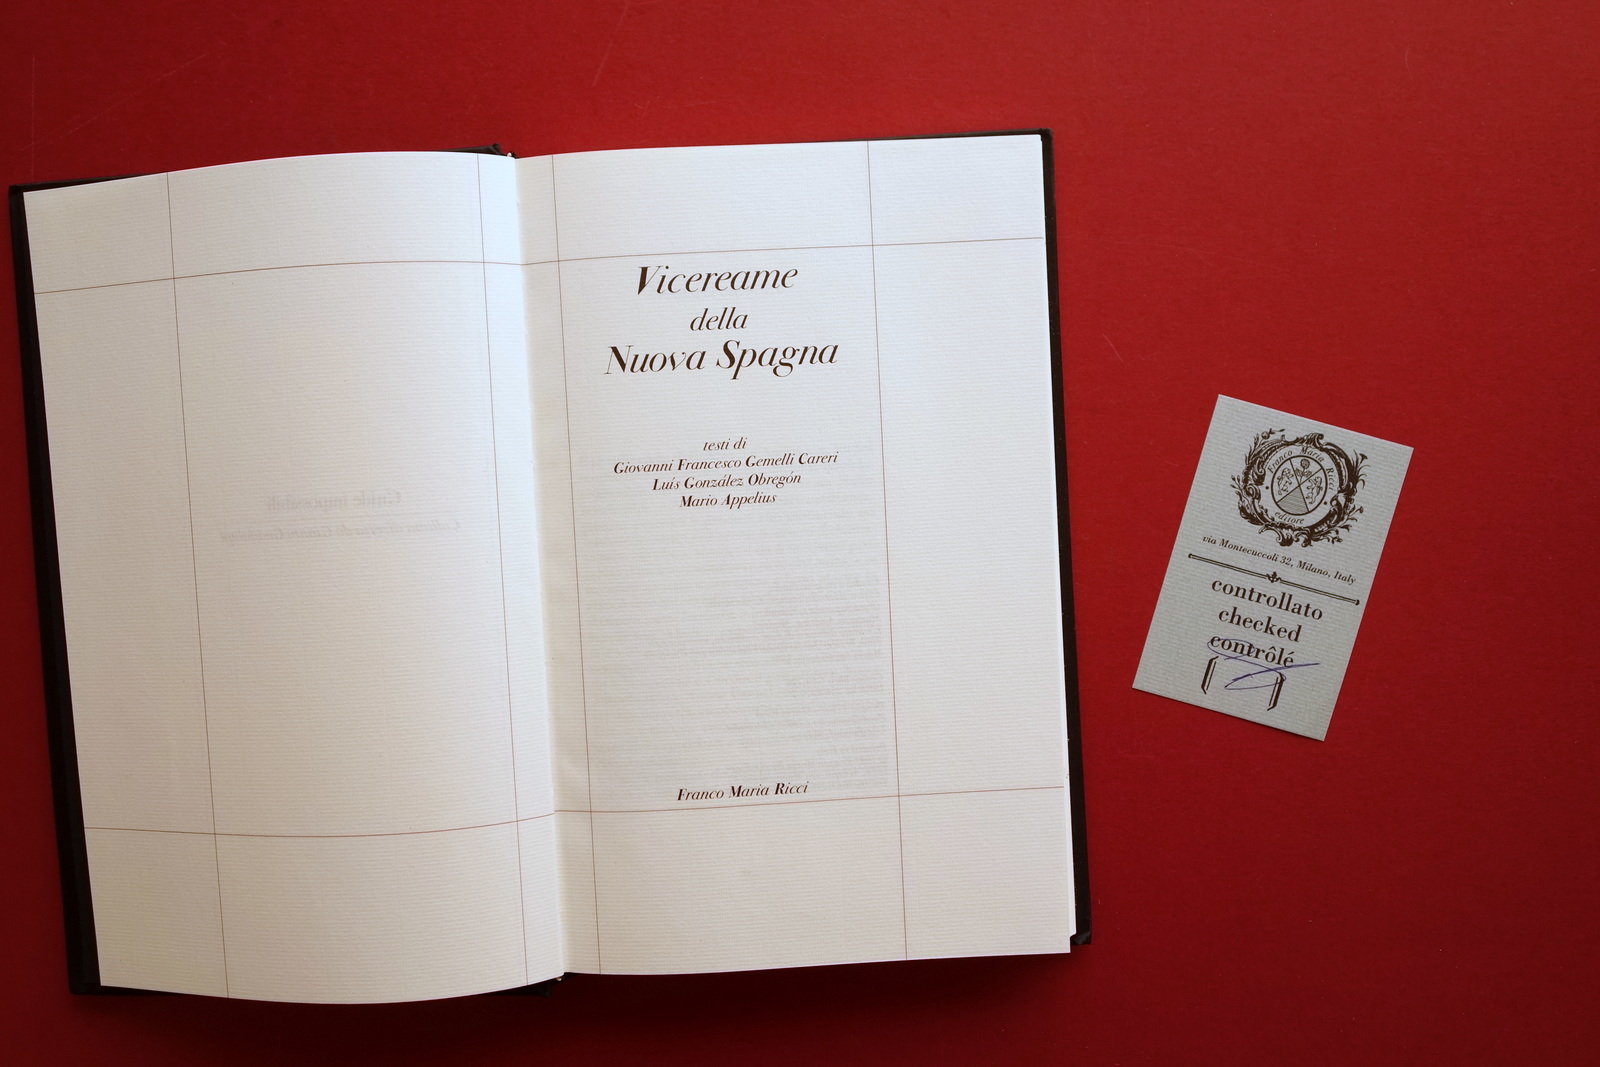 Vicereame
della
Nuova Spagna
testi di
Giovanni Francesco Gemelli Careri
Luis González Obregón
Mario Appelius
Franco Maria Ricci
Franco Maria Ricci
editore
via Montecuccoli 32, Milano, Italy
controllato
checked
contrôlé